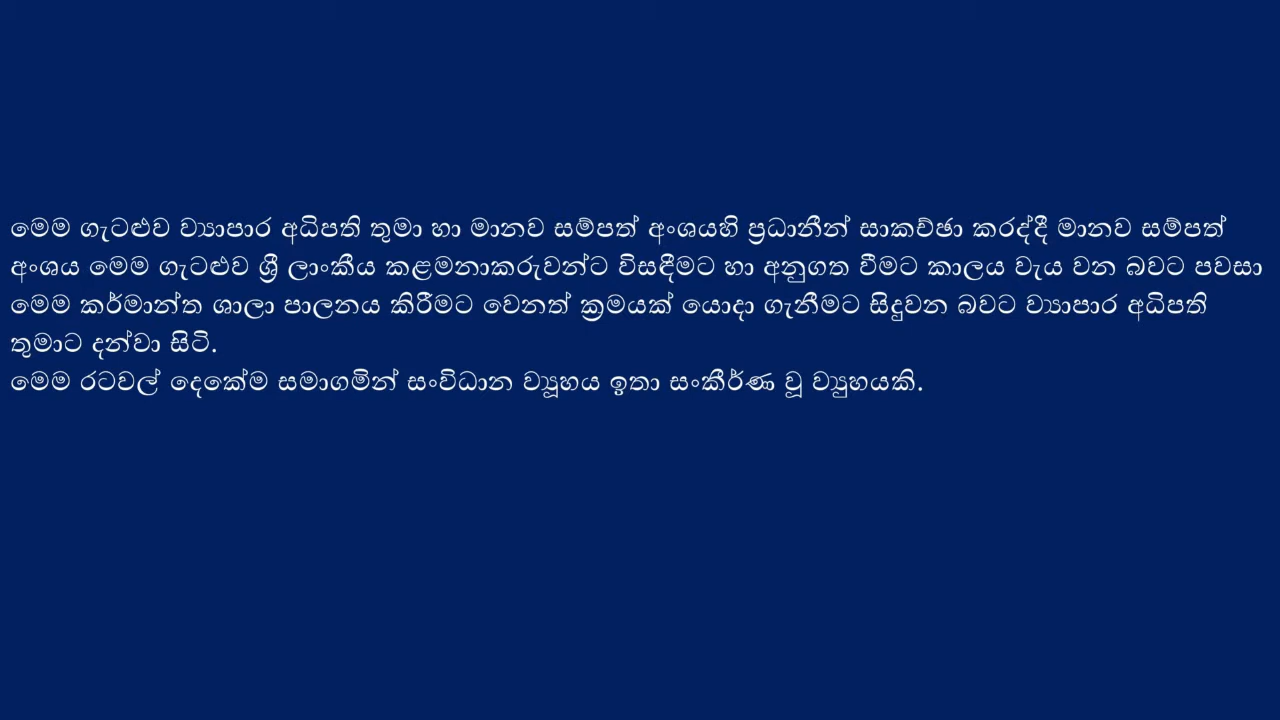 මෙම ගැටළුව ව්‍යාපාර අධිපති තුමා හා මානව සම්පත් අංශයහි ප්‍රධානීන් සාකච්ඡා කරද්දී මානව සම්පත්
අංශය මෙම ගැටළුව ශ්‍රී ලාංකීය කළමනාකරුවන්ට විසඳීමට හා අනුගත වීමට කාලය වැය වන බවට පවසා
මෙම කර්මාන්ත ශාලා පාලනය කිරීමට වෙනත් ක්‍රමයක් යොදා ගැනීමට සිදුවන බවට ව්‍යාපාර අධිපති
තුමාට දන්වා සිටි.
මෙම රටවල් දෙකේම සමාගමින් සංවිධාන ව්‍යූහය ඉතා සංකීර්ණ වූ ව්‍යුහයකි.